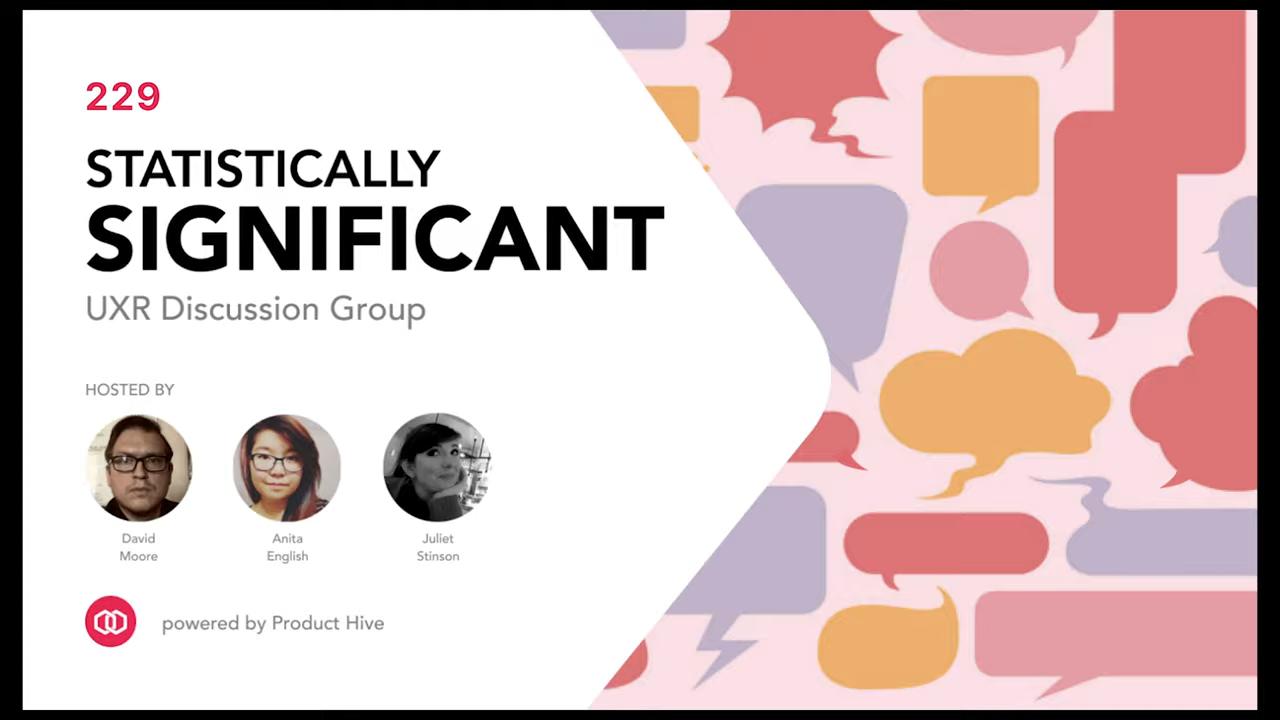 229
STATISTICALLY
SIGNIFICANT
UXR Discussion Group
HOSTED BY
David
Moore
Anita
English
Juliet
Stinson
powered by Product Hive